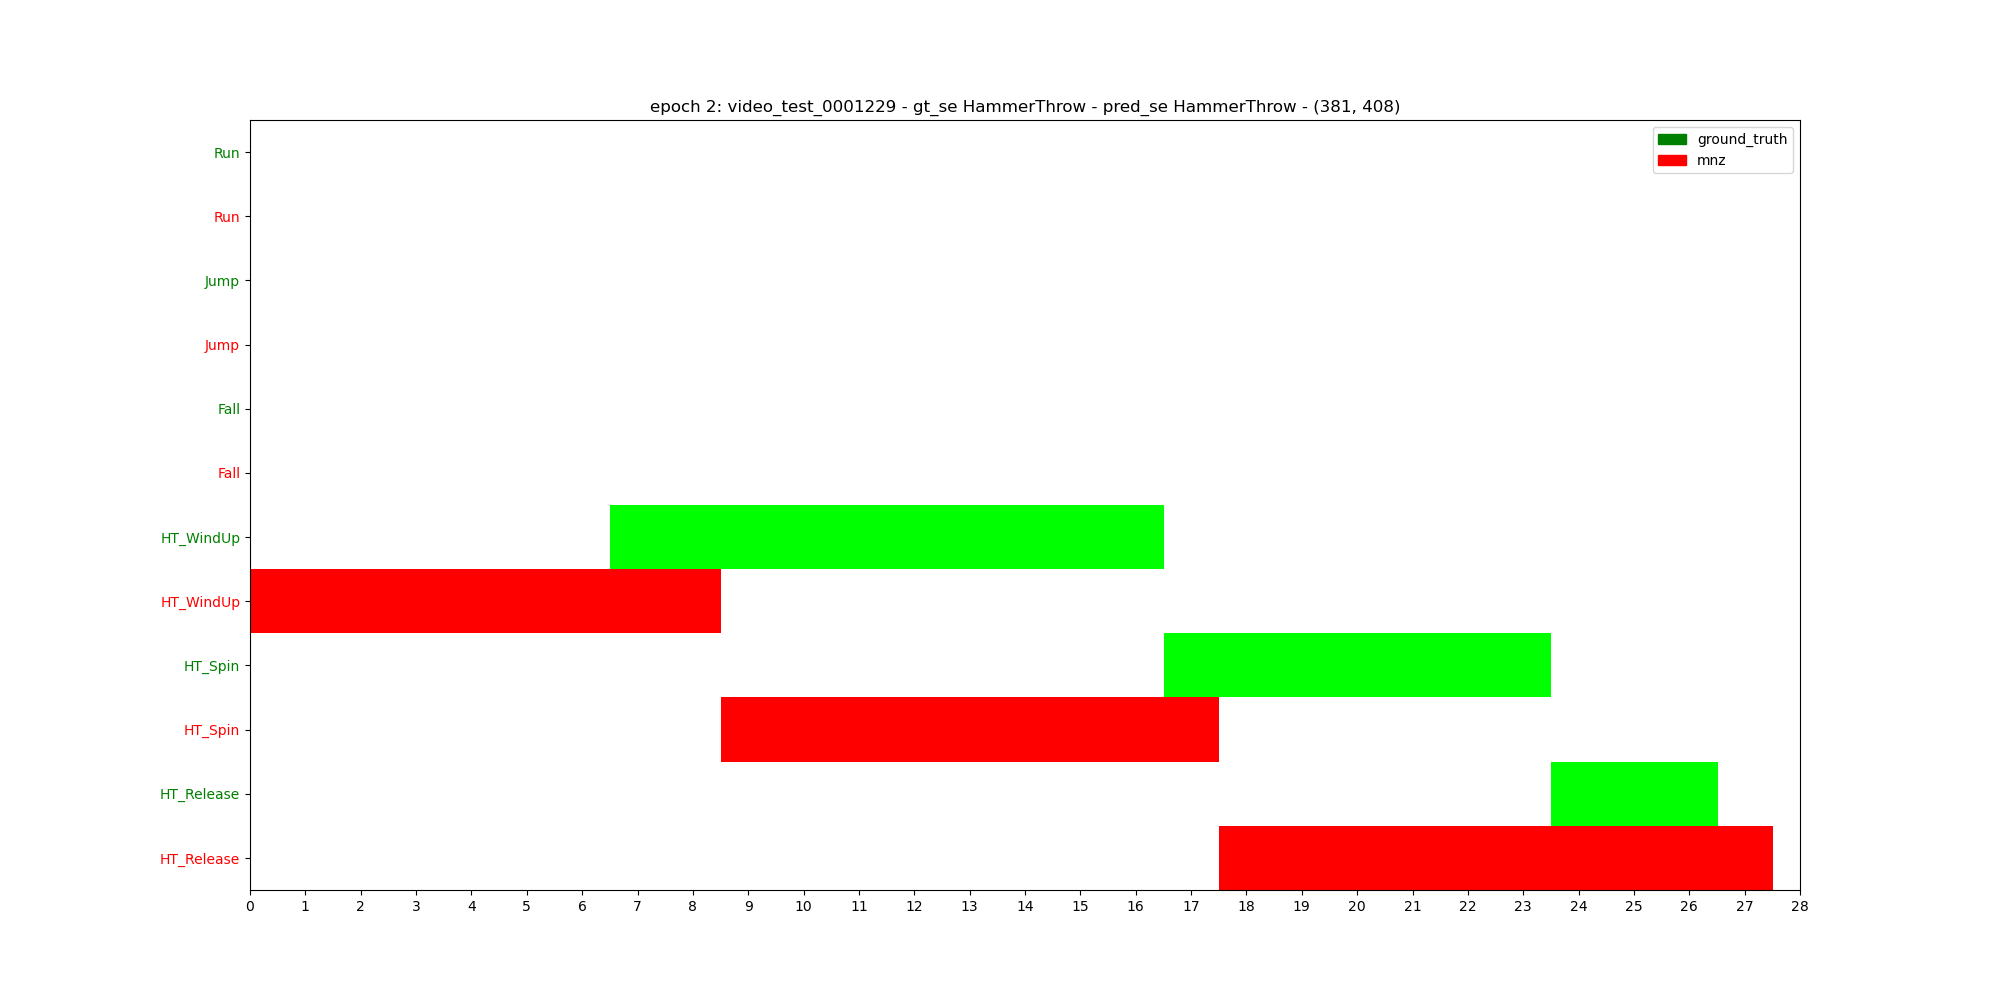 epoch 2: video_test_0001229 - gt_se HammerThrow - pred_se HammerThrow - (381, 408)
ground_truth
mnz
Run
Run
Jump
Jump
Fall
Fall
HT_WindUp
HT_WindUp
HT_Spin
HT_Spin
HT_Release
HT_Release
0 1 2 3 4 5 6 7 8 9 10 11 12 13 14 15 16 17 18 19 20 21 22 23 24 25 26 27 28